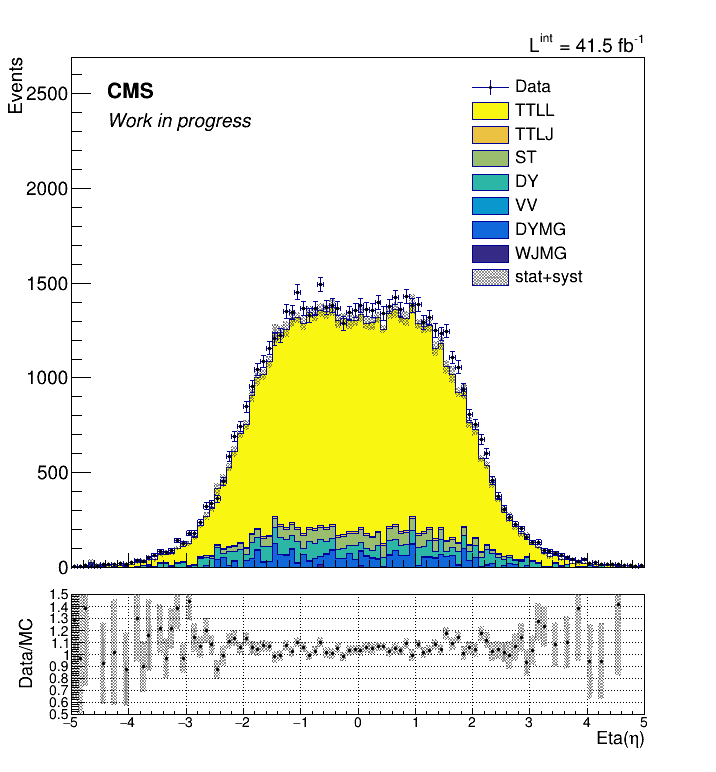 L^int = 41.5 fb^-1
Events
CMS
Work in progress
Data
TTLL
TTLJ
ST
DY
VV
DYMG
WJMG
stat+syst
2500
2000
1500
1000
500
0
Data/MC
1.5
1.4
1.3
1.2
1.1
1
0.9
0.8
0.7
0.6
0.5
−5 −4 −3 −2 −1 0 1 2 3 4 5
Eta(η)